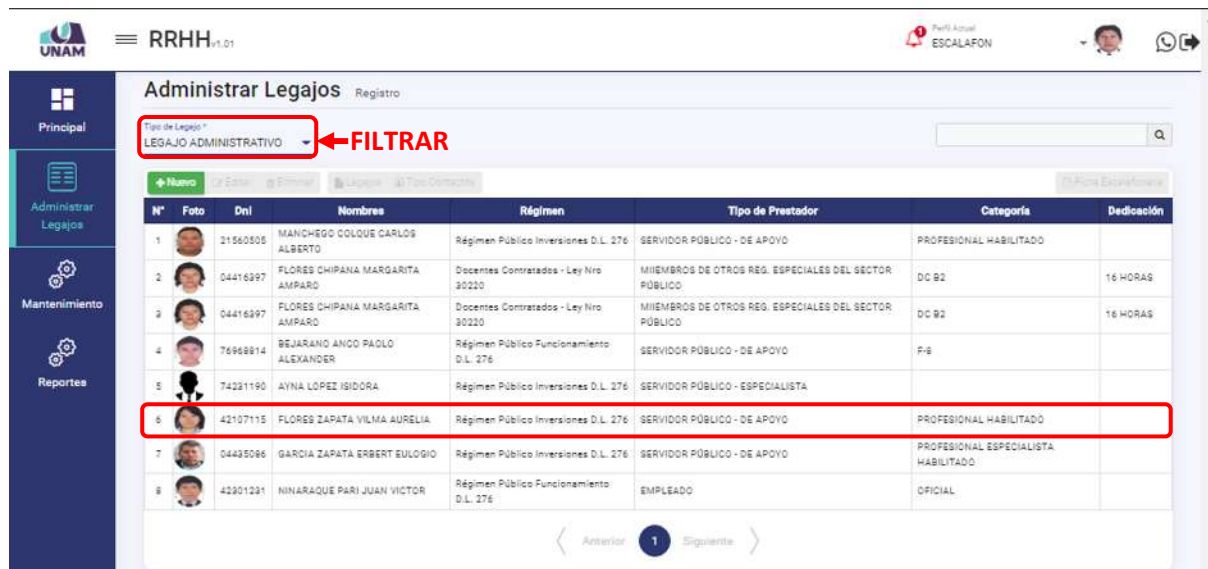 UNAM
RRHH v1.01
Perfil Actual
ESCALAFON
Principal
Administrar
Legajos
Mantenimiento
Reportes
Administrar Legajos Registro
Tipo de Legajo *
LEGAJO ADMINISTRATIVO
FILTRAR
Nuevo Editar Eliminar Legajos Tipo Contacto Ficha Escalafonaria
N° Foto Dni Nombres Régimen Tipo de Prestador Categoría Dedicación
1 21560505 MANCHEGO COLQUE CARLOS ALBERTO Régimen Público Inversiones D.L. 276 SERVIDOR PÚBLICO - DE APOYO PROFESIONAL HABILITADO
2 04416397 FLORES CHIPANA MARGARITA AMPARO Docentes Contratados - Ley Nro 30220 MIIEMBROS DE OTROS REG. ESPECIALES DEL SECTOR PÚBLICO DC B2 16 HORAS
3 04416397 FLORES CHIPANA MARGARITA AMPARO Docentes Contratados - Ley Nro 30220 MIIEMBROS DE OTROS REG. ESPECIALES DEL SECTOR PÚBLICO DC B2 16 HORAS
4 76968814 BEJARANO ANCO PAOLO ALEXANDER Régimen Público Funcionamiento D.L. 276 SERVIDOR PÚBLICO - DE APOYO F-8
5 74231190 AYNA LOPEZ ISIDORA Régimen Público Inversiones D.L. 276 SERVIDOR PÚBLICO - ESPECIALISTA
6 42107115 FLORES ZAPATA VILMA AURELIA Régimen Público Inversiones D.L. 276 SERVIDOR PÚBLICO - DE APOYO PROFESIONAL HABILITADO
7 04435086 GARCIA ZAPATA ERBERT EULOGIO Régimen Público Inversiones D.L. 276 SERVIDOR PÚBLICO - DE APOYO PROFESIONAL ESPECIALISTA HABILITADO
8 42301231 NINARAQUE PARI JUAN VICTOR Régimen Público Funcionamiento D.L. 276 EMPLEADO OFICIAL
Anterior 1 Siguiente